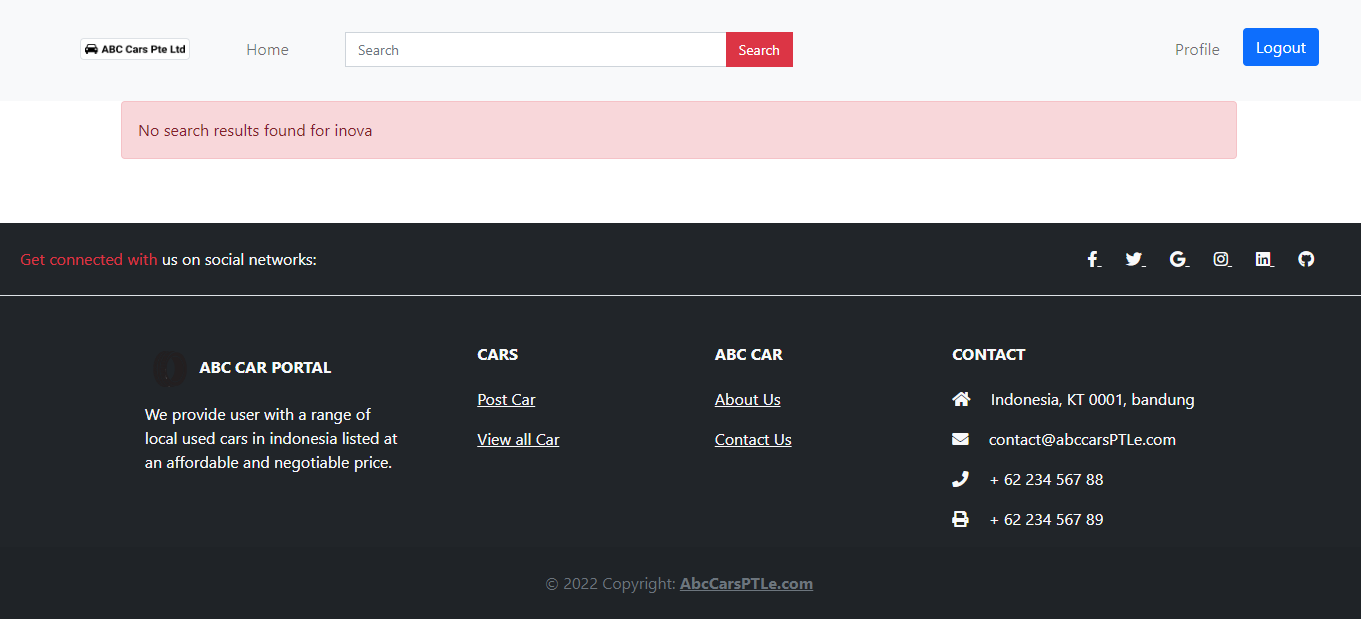 ABC Cars Pte Ltd
Home
Search
Search
Profile
Logout
No search results found for inova
Get connected with us on social networks:
ABC CAR PORTAL
We provide user with a range of
local used cars in indonesia listed at
an affordable and negotiable price.
CARS
Post Car
View all Car
ABC CAR
About Us
Contact Us
CONTACT
Indonesia, KT 0001, bandung
contact@abccarsPTLe.com
+ 62 234 567 88
+ 62 234 567 89
© 2022 Copyright: AbcCarsPTLe.com